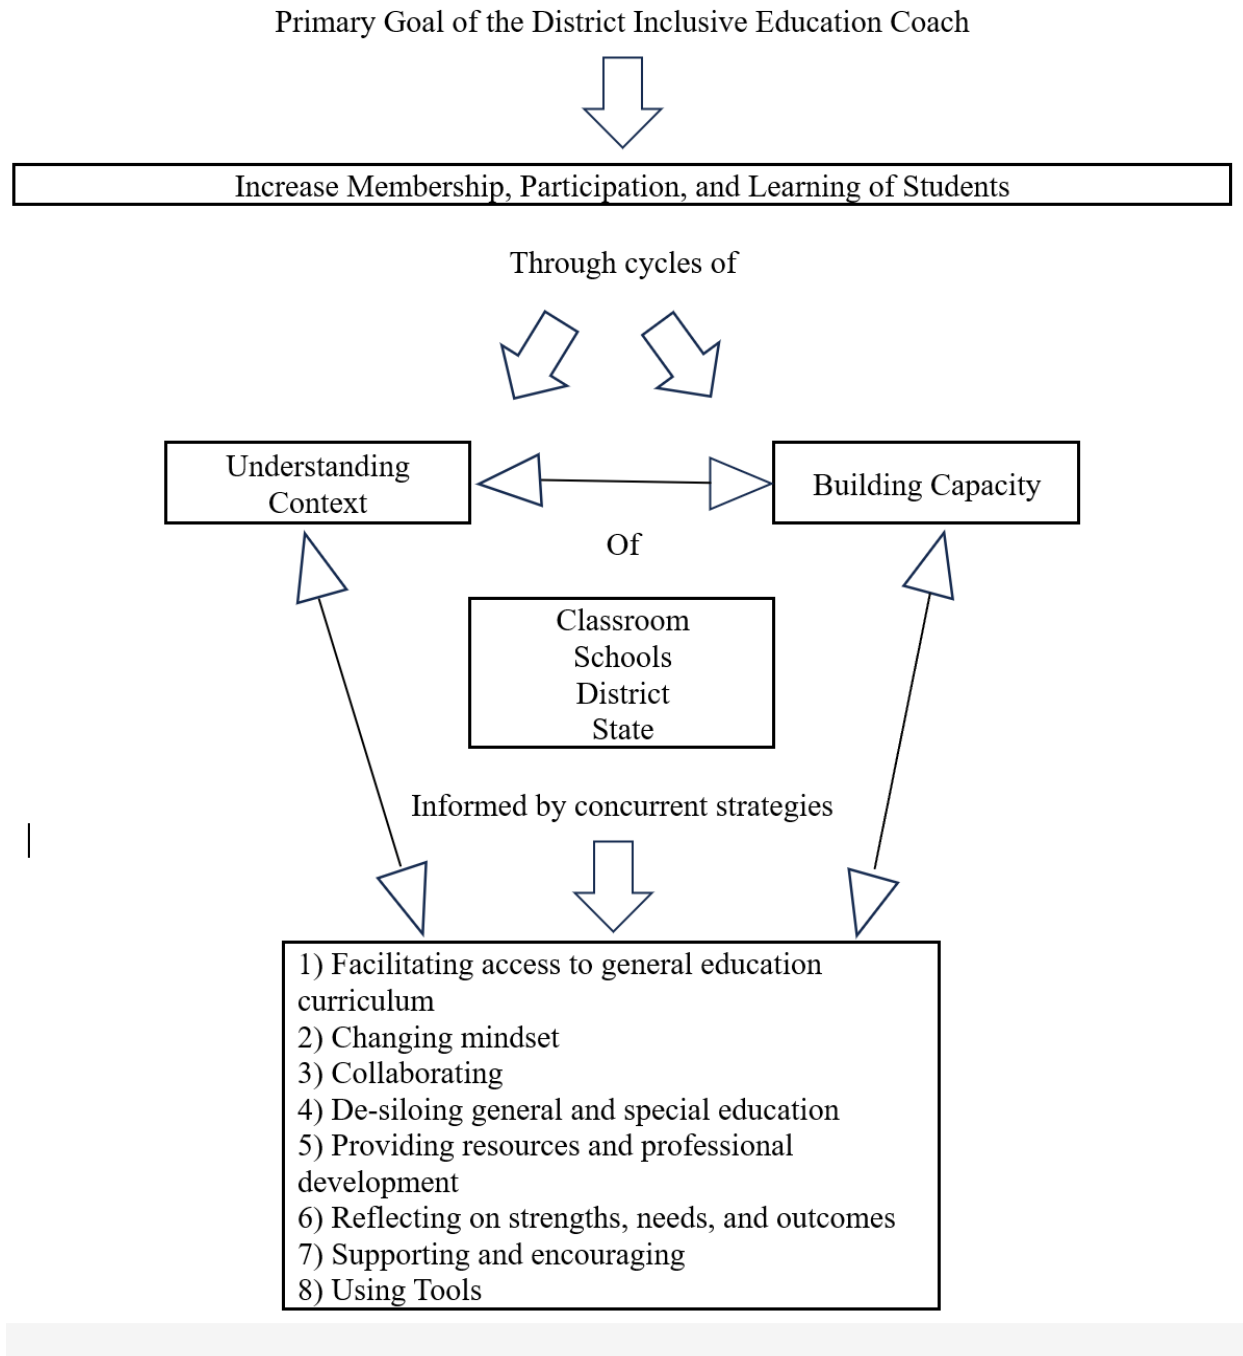 Primary Goal of the District Inclusive Education Coach
Increase Membership, Participation, and Learning of Students
Through cycles of
Understanding
Context
Building Capacity
Of
Classroom
Schools
District
State
Informed by concurrent strategies
1) Facilitating access to general education
curriculum
2) Changing mindset
3) Collaborating
4) De-siloing general and special education
5) Providing resources and professional
development
6) Reflecting on strengths, needs, and outcomes
7) Supporting and encouraging
8) Using Tools